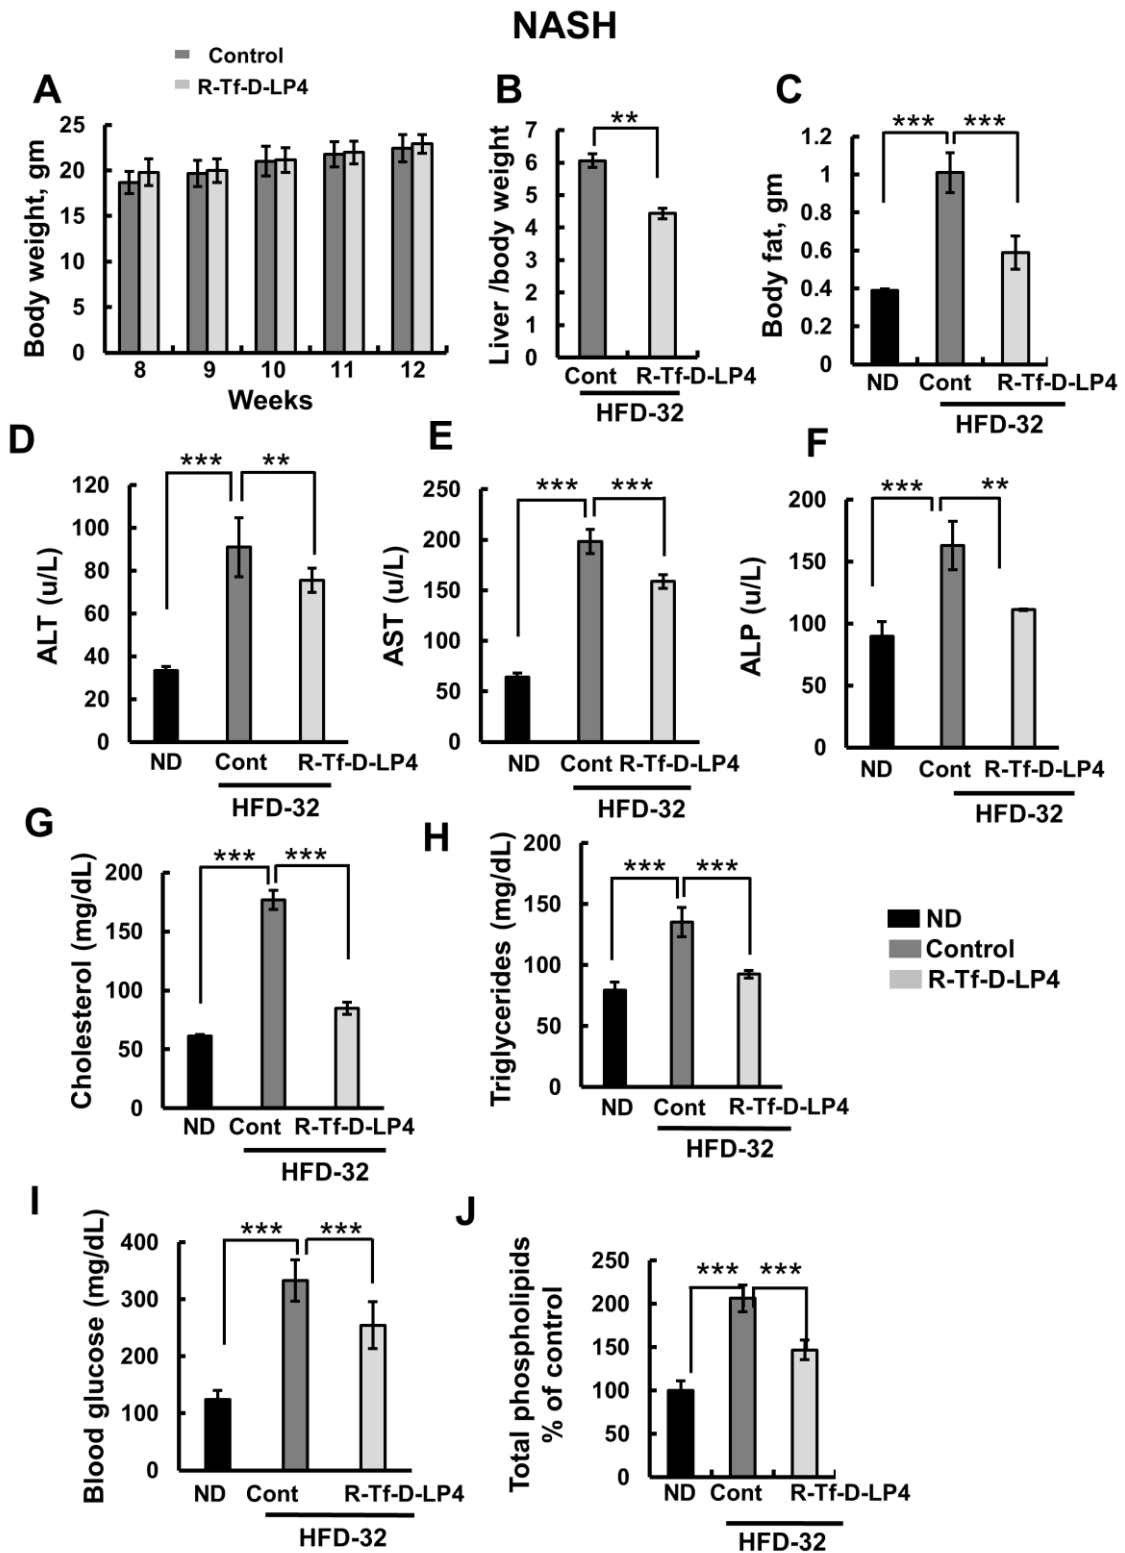 NASH
Control
R-Tf-D-LP4
A
Body weight, gm
25
20
15
10
5
0
8 9 10 11 12
Weeks
B
**
Liver /body weight
7
6
5
4
3
2
1
0
Cont R-Tf-D-LP4
HFD-32
C
*** ***
Body fat, gm
1.2
1
0.8
0.6
0.4
0.2
0
ND Cont R-Tf-D-LP4
HFD-32
D
*** **
ALT (u/L)
120
100
80
60
40
20
0
ND Cont R-Tf-D-LP4
HFD-32
E
*** ***
AST (u/L)
250
200
150
100
50
0
ND Cont R-Tf-D-LP4
HFD-32
F
*** **
ALP (u/L)
200
150
100
50
0
ND Cont R-Tf-D-LP4
HFD-32
G
*** ***
Cholesterol (mg/dL)
200
150
100
50
0
ND Cont R-Tf-D-LP4
HFD-32
H
*** ***
Triglycerides (mg/dL)
200
150
100
50
0
ND Cont R-Tf-D-LP4
HFD-32
ND
Control
R-Tf-D-LP4
I
*** ***
Blood glucose (mg/dL)
400
300
200
100
0
ND Cont R-Tf-D-LP4
HFD-32
J
*** ***
Total phospholipids
% of control
250
200
150
100
50
0
ND Cont R-Tf-D-LP4
HFD-32